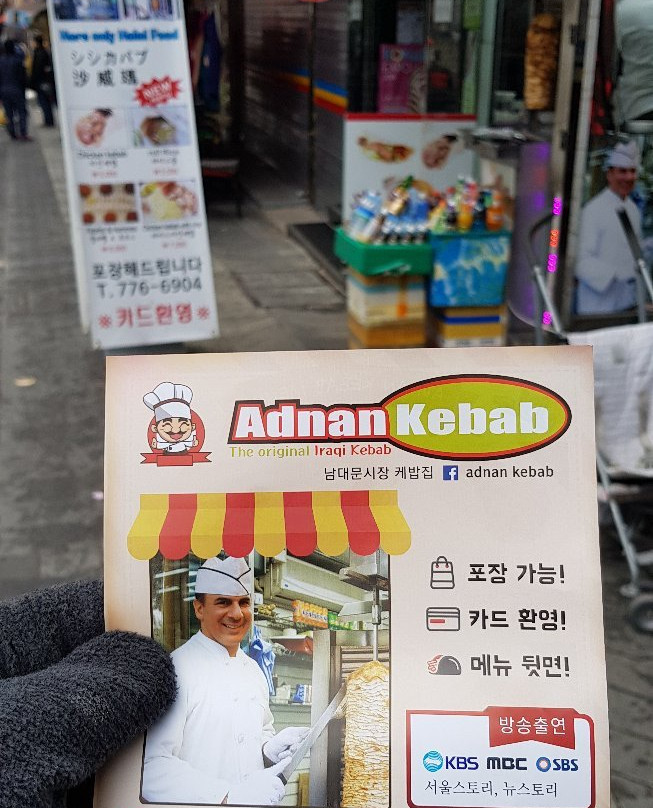 Here only Halal Food
シシカバブ
沙威瑪
NEW
포장해드립니다
T. 776-6904
※카드환영※
Adnan Kebab
The original Iraqi Kebab
남대문시장 케밥집 f adnan kebab
포장 가능!
카드 환영!
메뉴 뒷면!
방송출연
KBS MBC SBS
서울스토리, 뉴스토리